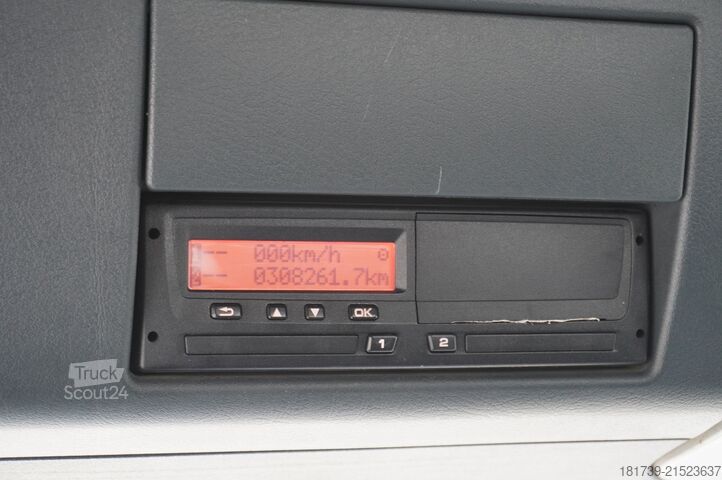 000km/h
0308261.7km
OK
1 2
Truck
Scout24
181739-21523637